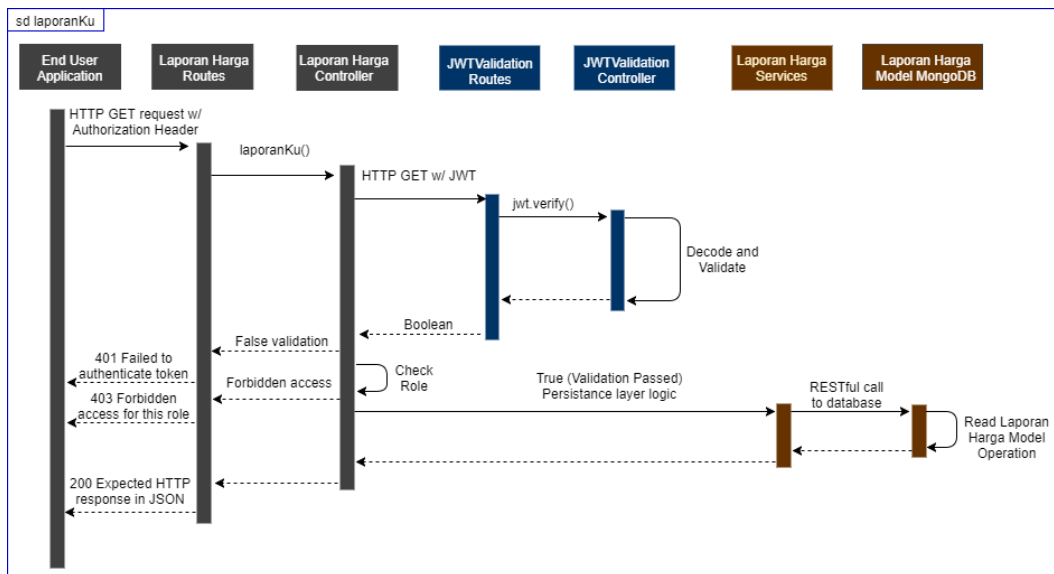 sd laporanKu
End User
Application
Laporan Harga
Routes
Laporan Harga
Controller
JWTValidation
Routes
JWTValidation
Controller
Laporan Harga
Services
Laporan Harga
Model MongoDB
HTTP GET request w/
Authorization Header
laporanKu()
HTTP GET w/ JWT
jwt.verify()
Decode and
Validate
Boolean
False validation
401 Failed to
authenticate token
Check
Role
Forbidden access
403 Forbidden
access for this role
True (Validation Passed)
Persistance layer logic
RESTful call
to database
Read Laporan
Harga Model
Operation
200 Expected HTTP
response in JSON